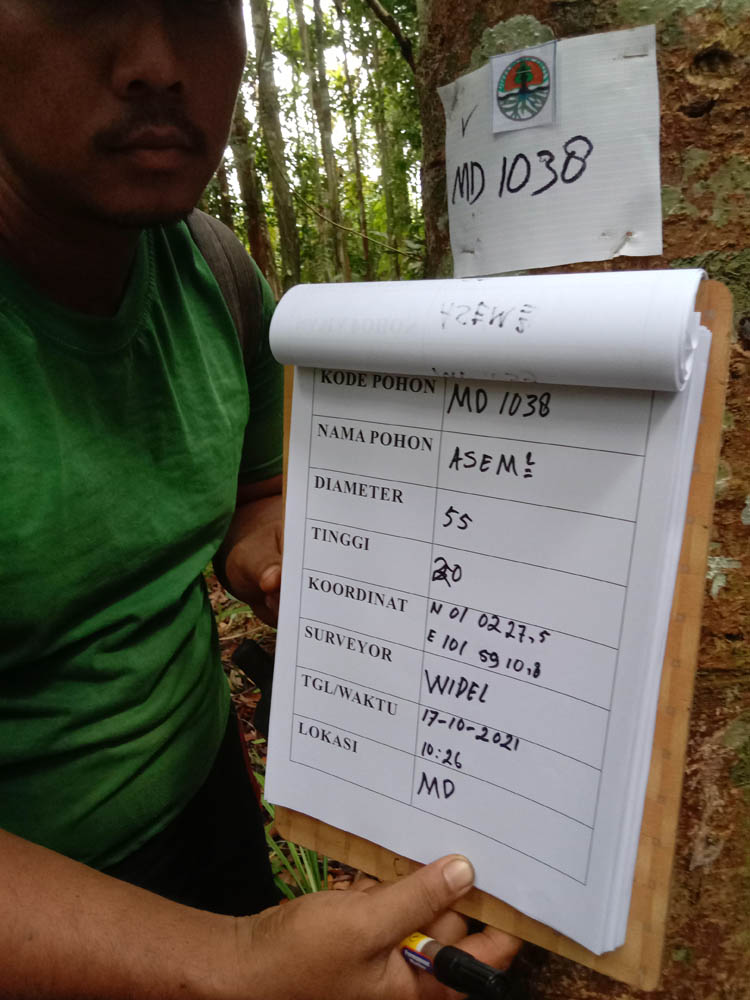 V
MD 1038
ASEM
KODE POHON MD 1038
NAMA POHON ASEM L
DIAMETER 55
TINGGI 20
KOORDINAT N 01 02 27,5
E 101 59 10,8
SURVEYOR WIDEL
TGL/WAKTU 17-10-2021
10:26
LOKASI MD